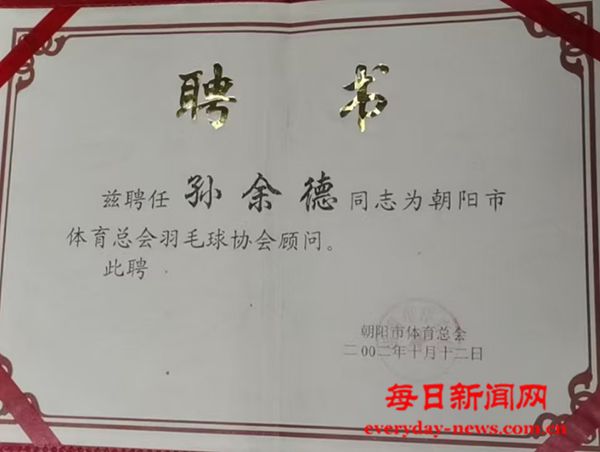 聘 书
兹聘任 孙余德 同志为朝阳市
体育总会羽毛球协会顾问。
此聘
朝阳市体育总会
二00二年十月十二日
每日新闻网
everyday-news.com.cn